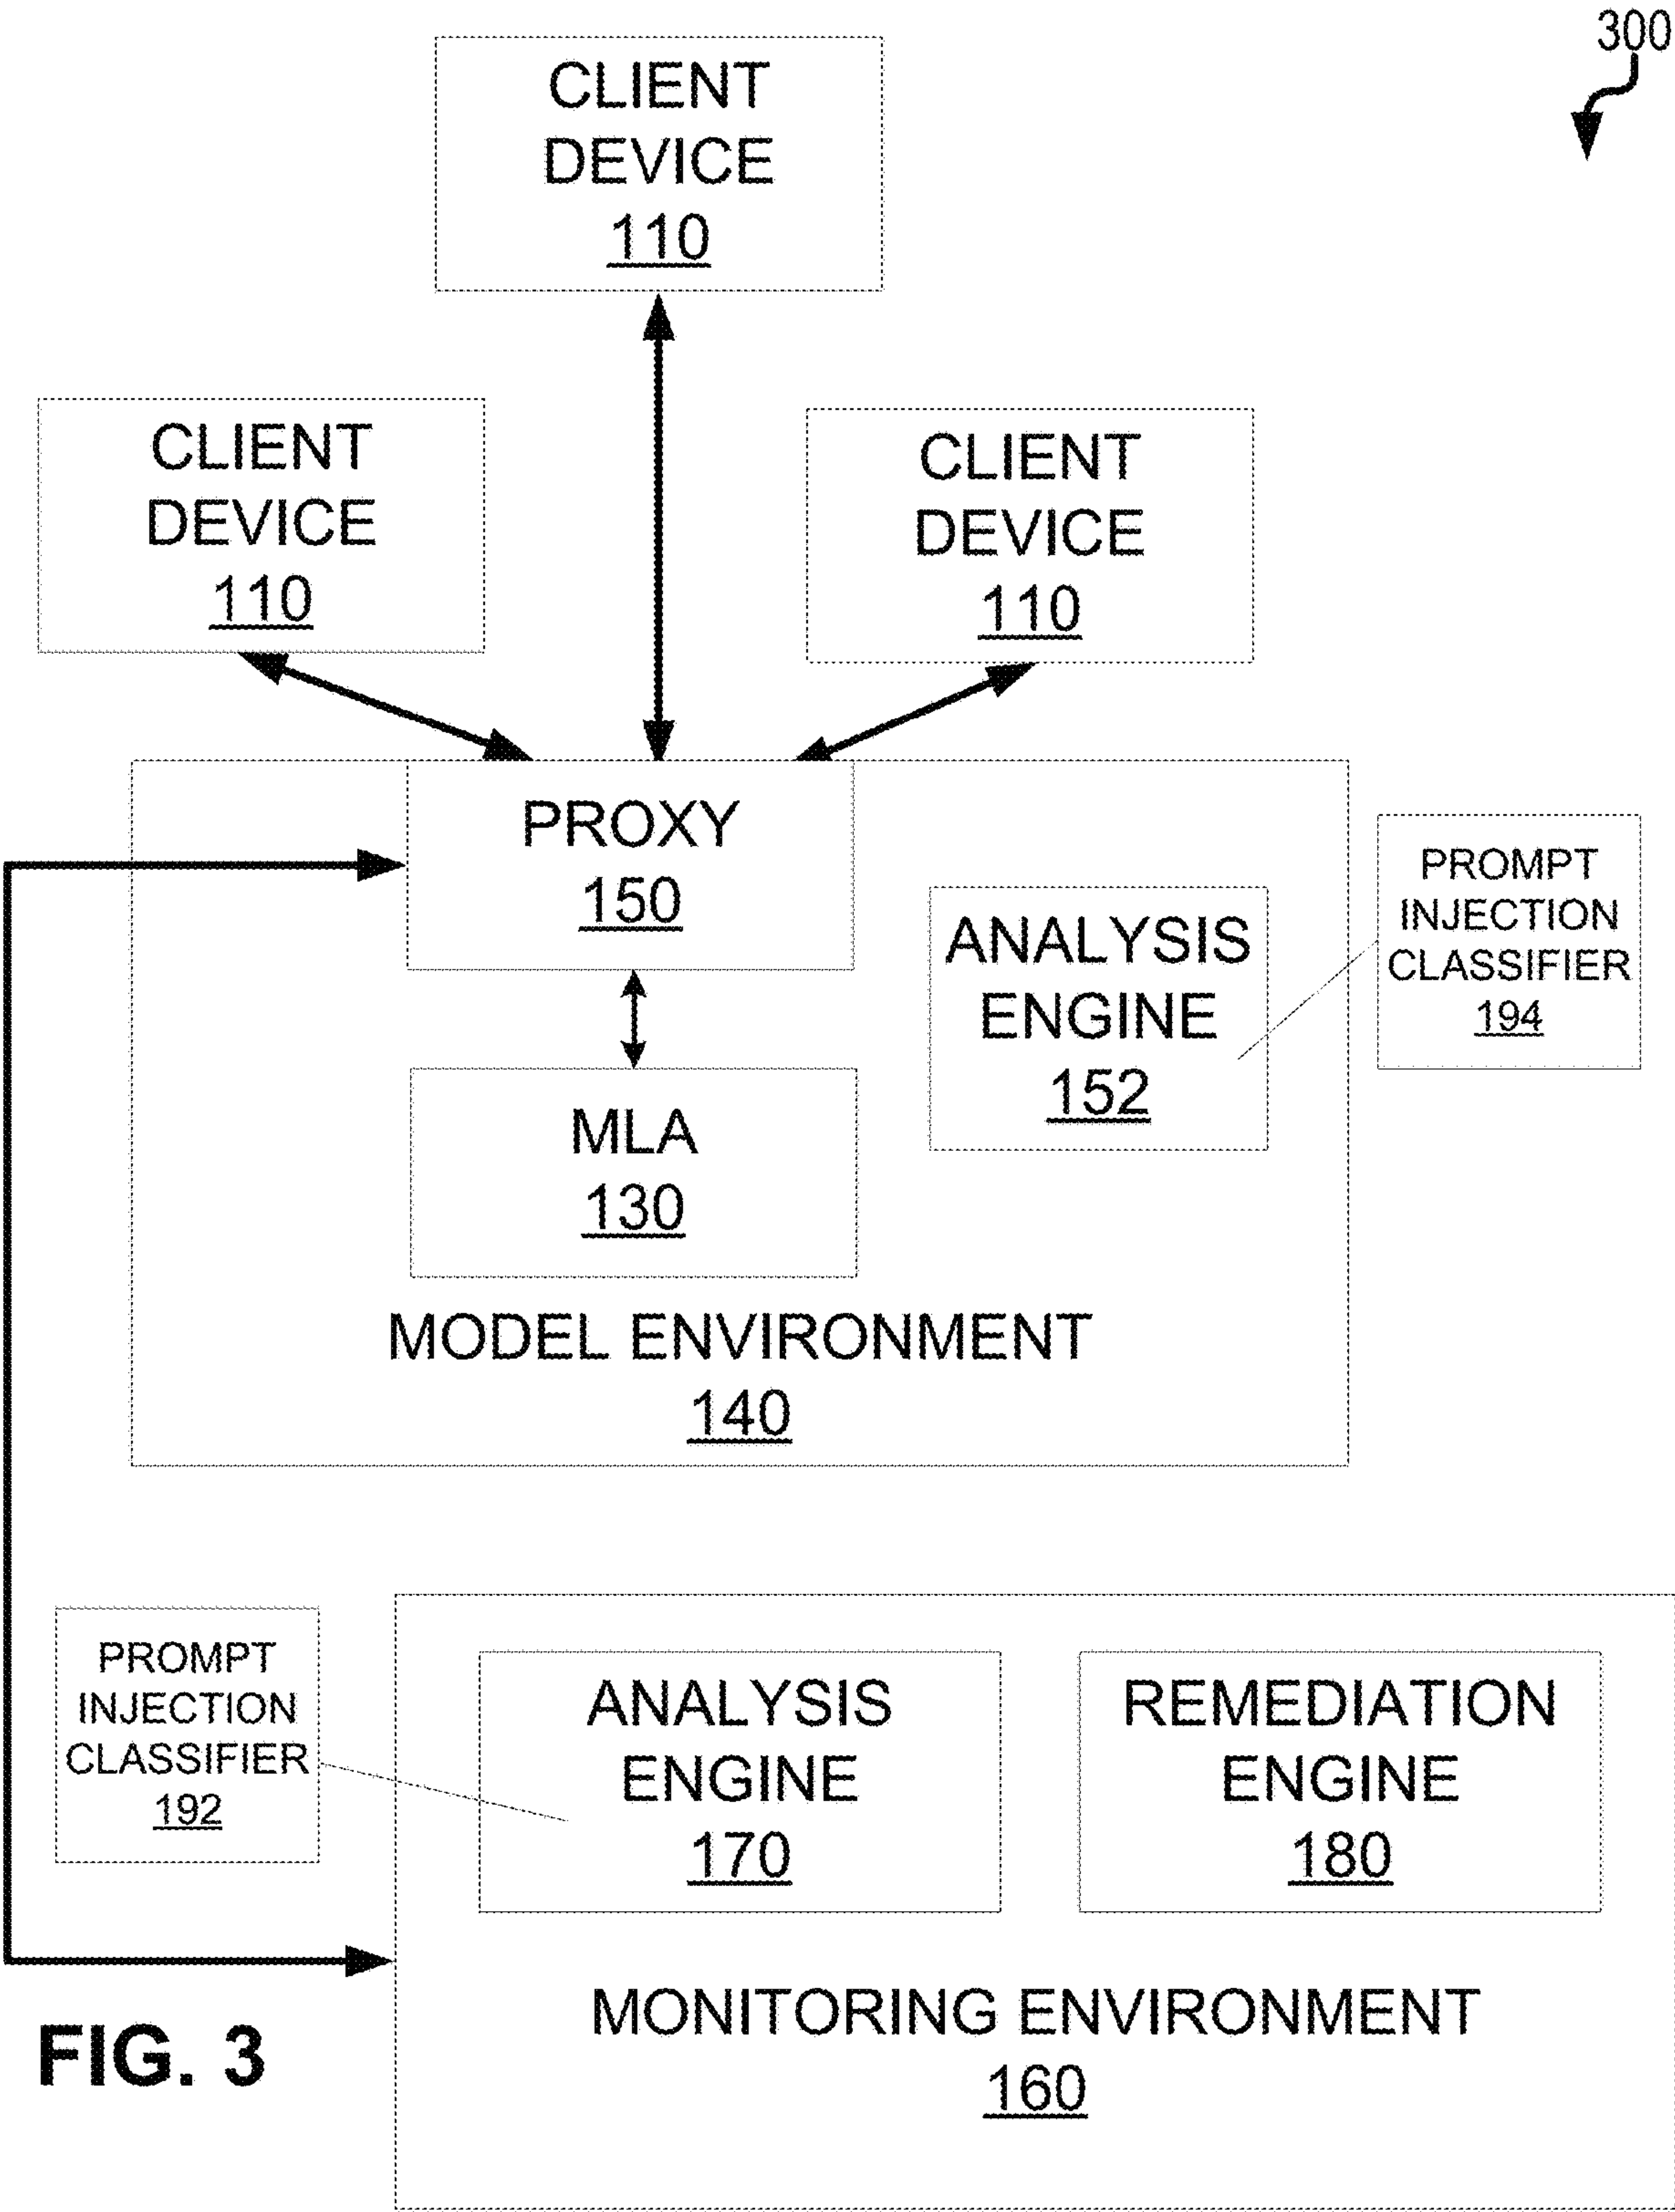 300
CLIENT
DEVICE
110
CLIENT
DEVICE
110
CLIENT
DEVICE
110
PROXY
150
ANALYSIS
ENGINE
152
PROMPT
INJECTION
CLASSIFIER
194
MLA
130
MODEL ENVIRONMENT
140
PROMPT
INJECTION
CLASSIFIER
192
ANALYSIS
ENGINE
170
REMEDIATION
ENGINE
180
MONITORING ENVIRONMENT
160
FIG. 3